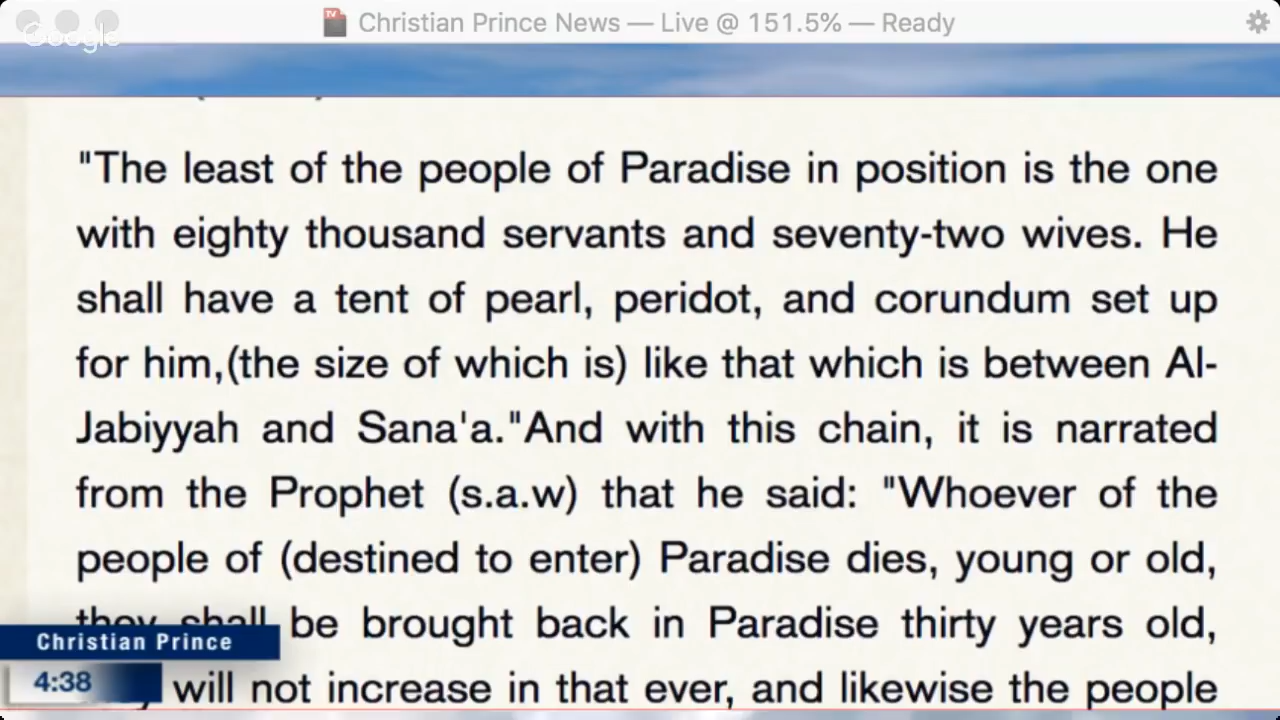 Christian Prince News — Live @ 151.5% — Ready
Google
"The least of the people of Paradise in position is the one
with eighty thousand servants and seventy-two wives. He
shall have a tent of pearl, peridot, and corundum set up
for him,(the size of which is) like that which is between Al-
Jabiyyah and Sana'a."And with this chain, it is narrated
from the Prophet (s.a.w) that he said: "Whoever of the
people of (destined to enter) Paradise dies, young or old,
they shall be brought back in Paradise thirty years old,
Christian Prince
4:38
will not increase in that ever, and likewise the people